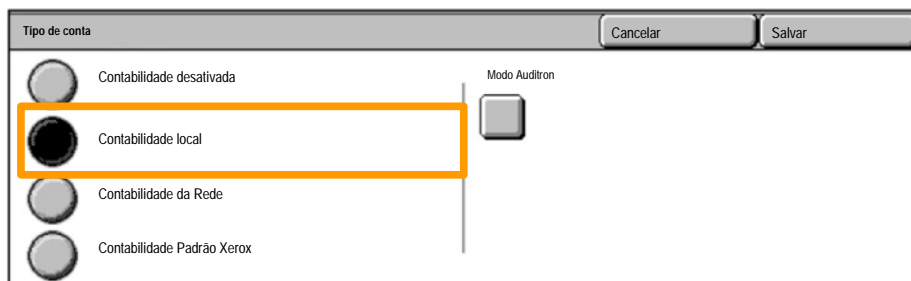 Tipo de conta
Cancelar
Salvar
Contabilidade desativada
Modo Auditron
Contabilidade local
Contabilidade da Rede
Contabilidade Padrão Xerox